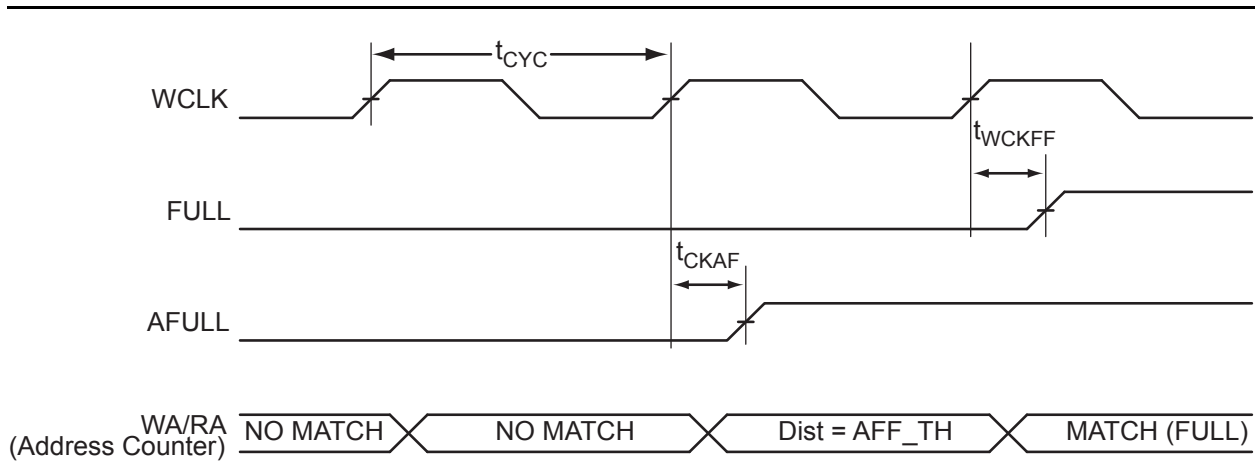 tCYC
WCLK
tWCKFF
FULL
tCKAF
AFULL
WA/RA
(Address Counter)
NO MATCH
NO MATCH
Dist = AFF_TH
MATCH (FULL)